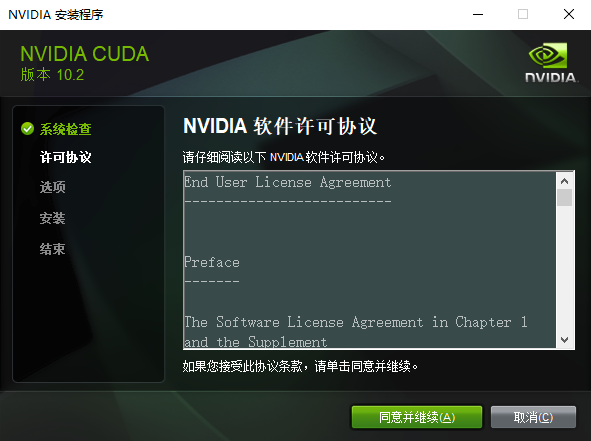 NVIDIA 安装程序
NVIDIA CUDA
版本 10.2
NVIDIA.
系统检查
许可协议
选项
安装
结束
NVIDIA 软件许可协议
请仔细阅读以下 NVIDIA 软件许可协议。
End User License Agreement
--------------------------
Preface
-------
The Software License Agreement in Chapter 1
and the Supplement
如果您接受此协议条款，请单击同意并继续。
同意并继续(A)
取消(C)